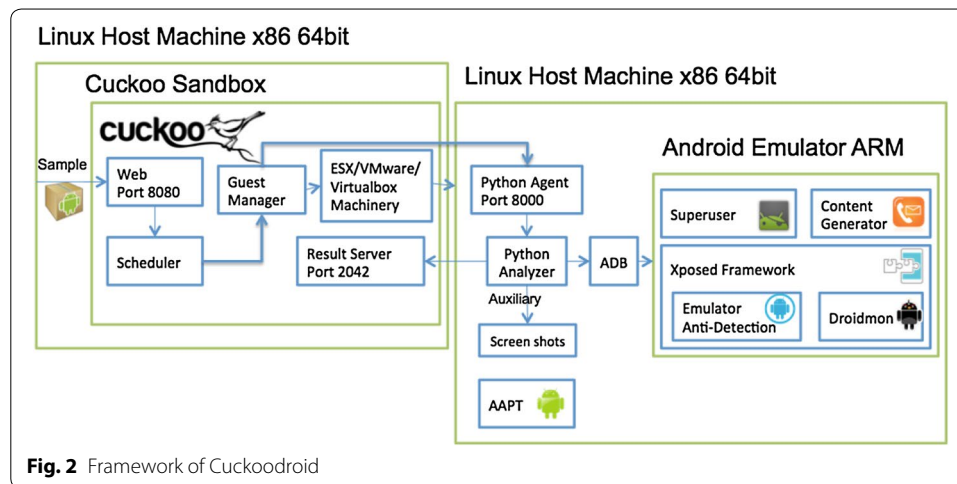 Linux Host Machine x86 64bit
Cuckoo Sandbox
cuckoo
Sample
Web
Port 8080
Guest
Manager
ESX/VMware/
Virtualbox
Machinery
Scheduler
Result Server
Port 2042
Linux Host Machine x86 64bit
Python Agent
Port 8000
Python
Analyzer
ADB
Auxiliary
Screen shots
AAPT
Android Emulator ARM
Superuser
Content
Generator
Xposed Framework
Emulator
Anti-Detection
Droidmon
Fig. 2 Framework of Cuckoodroid